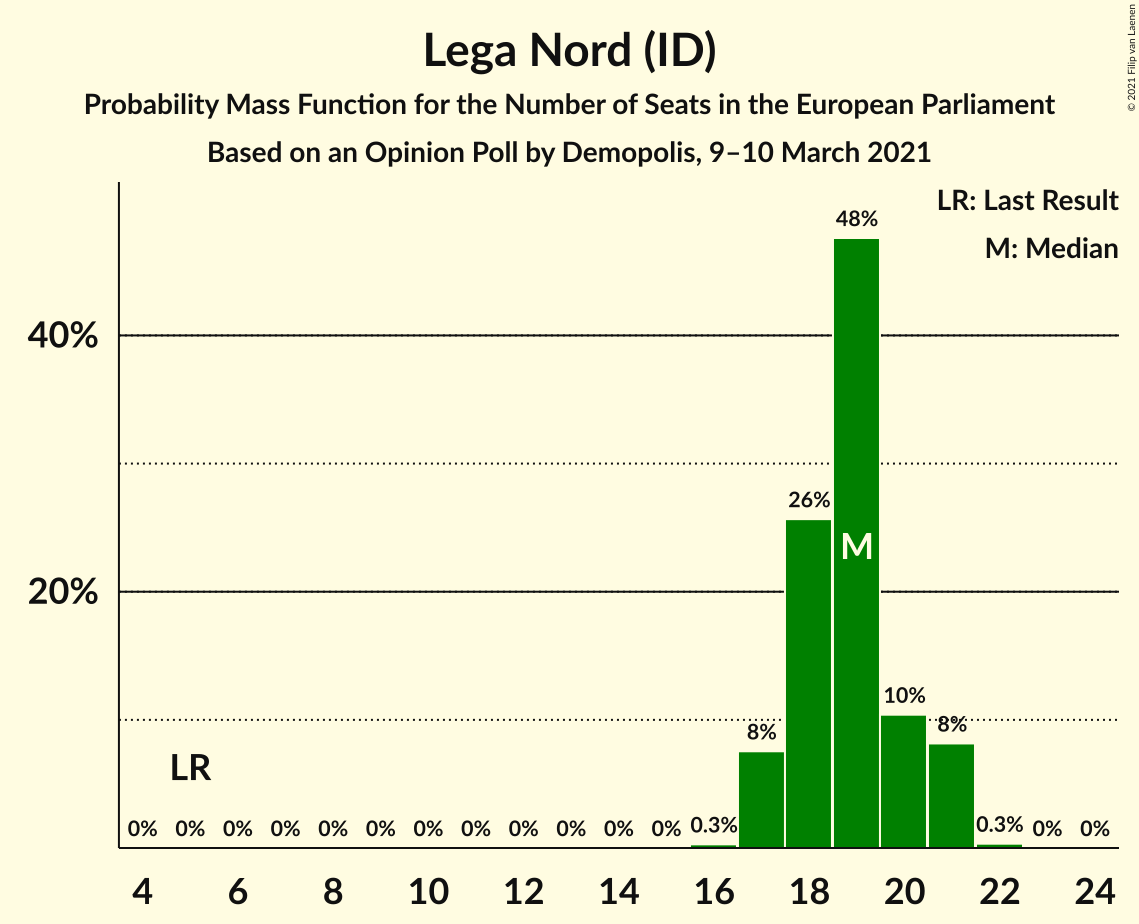 Lega Nord (ID)
Probability Mass Function for the Number of Seats in the European Parliament
Based on an Opinion Poll by Demopolis, 9–10 March 2021
© 2021 Filip van Laenen
LR: Last Result
M: Median
48%
40%
26%
M
20%
10%
8%
8%
LR
0% 0% 0% 0% 0% 0% 0% 0% 0% 0% 0% 0% 0.3% 0.3% 0% 0%
4 6 8 10 12 14 16 18 20 22 24